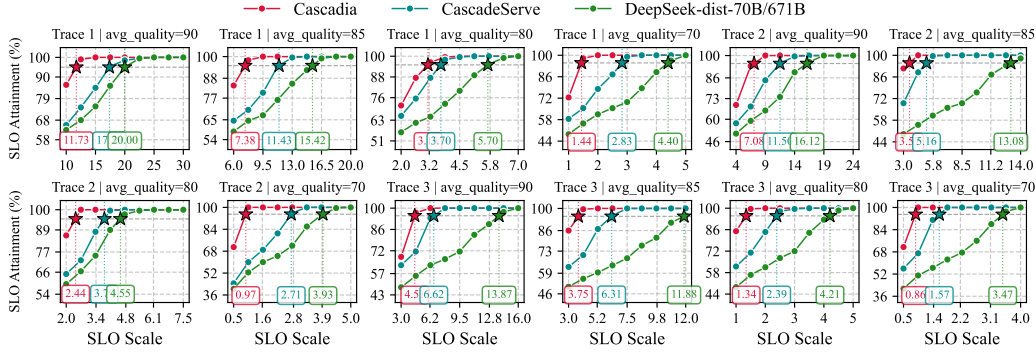 Cascadia CascadeServe DeepSeek-dist-70B/671B
Trace 1 | avg_quality=90
SLO Attainment (%)
100
90
79
68
58
11.73
20.00
10 15 20 25 30
Trace 1 | avg_quality=85
100
88
77
65
54
7.38
11.43
15.42
6.0 9.5 13.0 16.5 20.0
Trace 1 | avg_quality=80
100
87
75
63
51
3.70
5.70
2.0 3.2 4.5 5.8 7.0
Trace 1 | avg_quality=70
100
86
72
58
44
1.44
2.83
4.40
1 2 3 4 5
Trace 2 | avg_quality=90
100
86
73
59
46
7.08
16.12
4 9 14 19 24
Trace 2 | avg_quality=85
100
86
72
58
44
5.16
13.08
3.0 5.8 8.5 11.2 14.0
Trace 2 | avg_quality=80
SLO Attainment (%)
100
89
77
66
54
2.44
4.55
2.0 3.4 4.8 6.1 7.5
SLO Scale
Trace 2 | avg_quality=70
100
84
68
52
36
0.97
2.71
3.93
0.5 1.6 2.8 3.9 5.0
SLO Scale
Trace 3 | avg_quality=90
100
86
72
57
43
6.62
13.87
3.0 6.0 9.0 12.0 15.0
SLO Scale
Trace 3 | avg_quality=85
100
86
73
60
46
3.75
6.31
11.88
3.0 5.2 7.5 9.8 12.0
SLO Scale
Trace 3 | avg_quality=80
100
88
75
62
50
1.34
2.39
4.21
1 2 3 4 5
SLO Scale
Trace 3 | avg_quality=70
100
84
68
52
36
0.86
1.57
3.47
0.5 1.4 2.2 3.1 4.0
SLO Scale